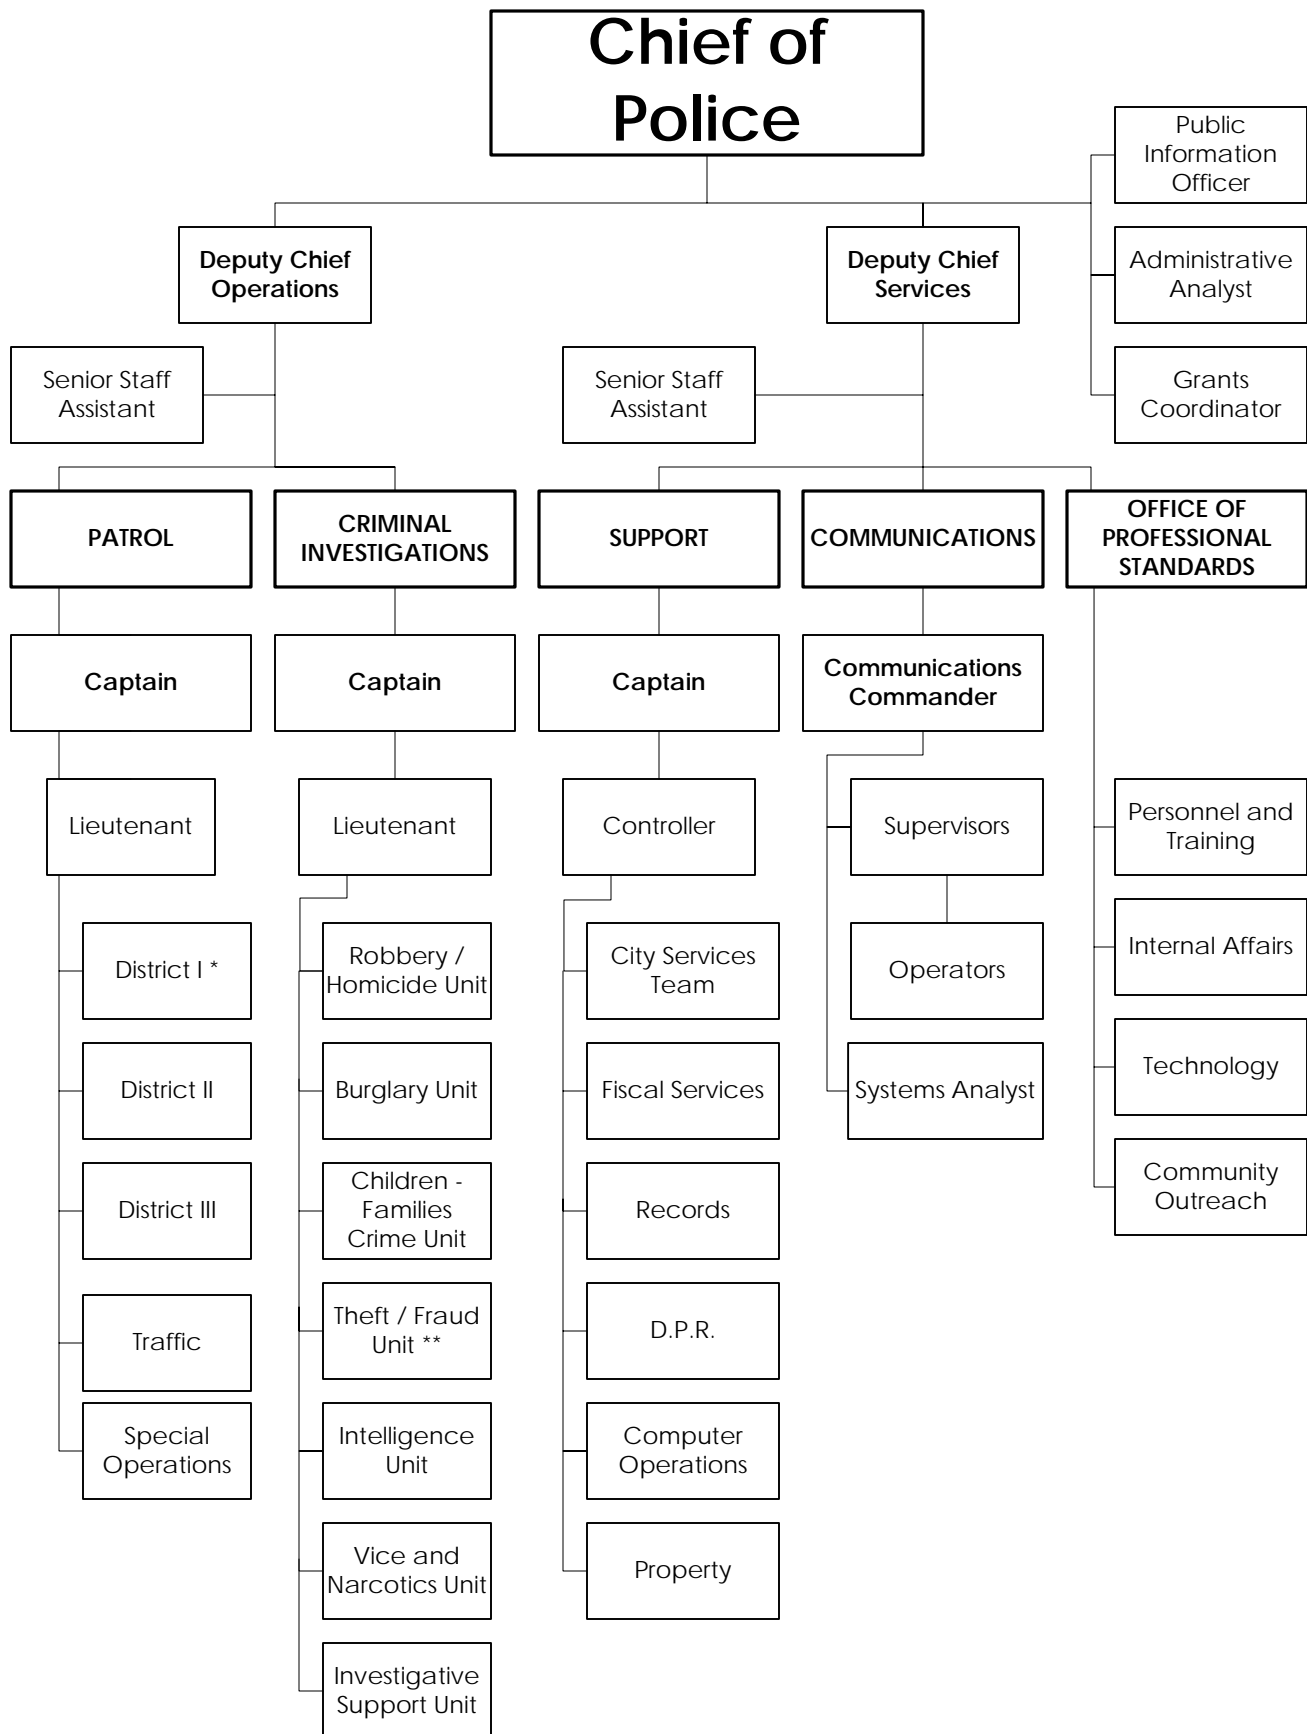 Chief of
Police
Public
Information
Officer
Deputy Chief
Operations
Deputy Chief
Services
Administrative
Analyst
Senior Staff
Assistant
Senior Staff
Assistant
Grants
Coordinator
PATROL
CRIMINAL
INVESTIGATIONS
SUPPORT
COMMUNICATIONS
OFFICE OF
PROFESSIONAL
STANDARDS
Captain
Captain
Captain
Communications
Commander
Lieutenant
Lieutenant
Controller
Supervisors
Personnel and
Training
District I *
Robbery /
Homicide Unit
City Services
Team
Operators
Internal Affairs
District II
Burglary Unit
Fiscal Services
Systems Analyst
Technology
District III
Children -
Families
Crime Unit
Records
Community
Outreach
Traffic
Theft / Fraud
Unit **
D.P.R.
Special
Operations
Intelligence
Unit
Computer
Operations
Vice and
Narcotics Unit
Property
Investigative
Support Unit